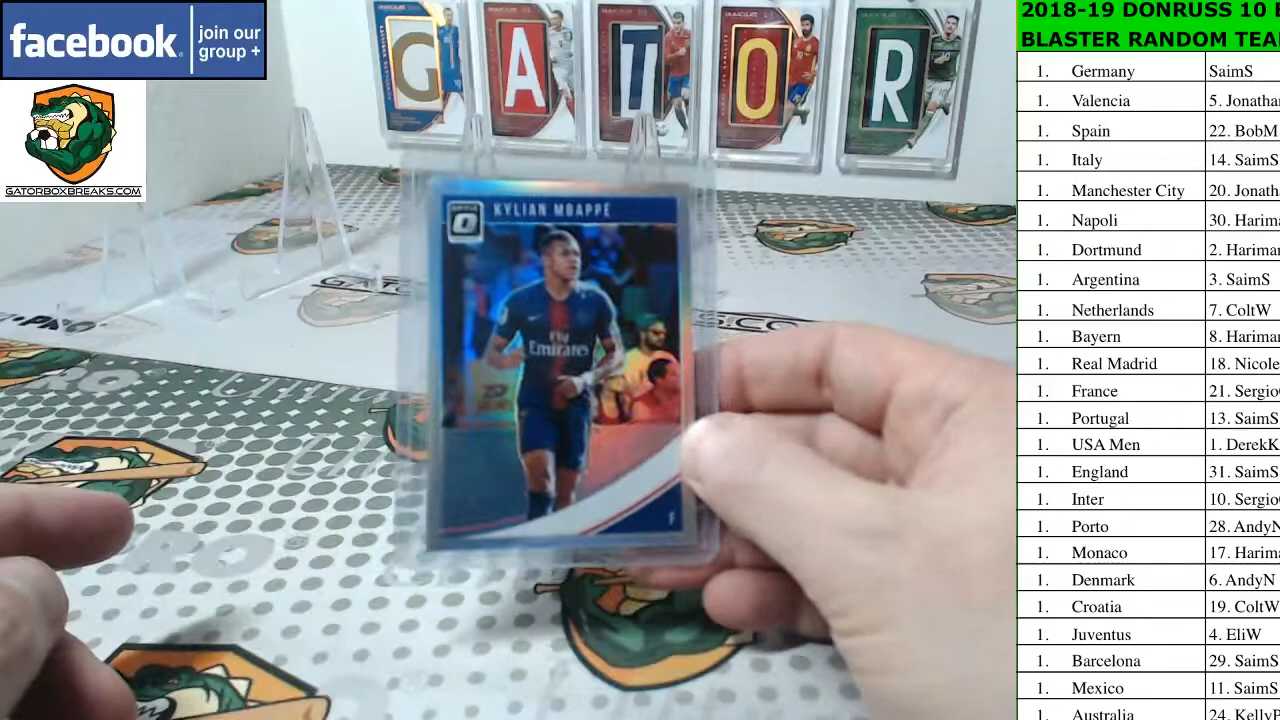 facebook
join our
group +
GATORBOXBREAKS.COM
G A T O R
KYLIAN MBAPPÉ
Fly
Emirates
F
2018-19 DONRUSS 10 B
BLASTER RANDOM TEA
1. Germany SaimS
1. Valencia 5. Jonatha
1. Spain 22. BobM
1. Italy 14. SaimS
1. Manchester City 20. Jonath
1. Napoli 30. Harim
1. Dortmund 2. Harima
1. Argentina 3. SaimS
1. Netherlands 7. ColtW
1. Bayern 8. Harima
1. Real Madrid 18. Nicole
1. France 21. Sergio
1. Portugal 13. SaimS
1. USA Men 1. DerekK
1. England 31. SaimS
1. Inter 10. Sergio
1. Porto 28. AndyN
1. Monaco 17. Harima
1. Denmark 6. AndyN
1. Croatia 19. ColtW
1. Juventus 4. EliW
1. Barcelona 29. SaimS
1. Mexico 11. SaimS
1. Australia 24. KellyP